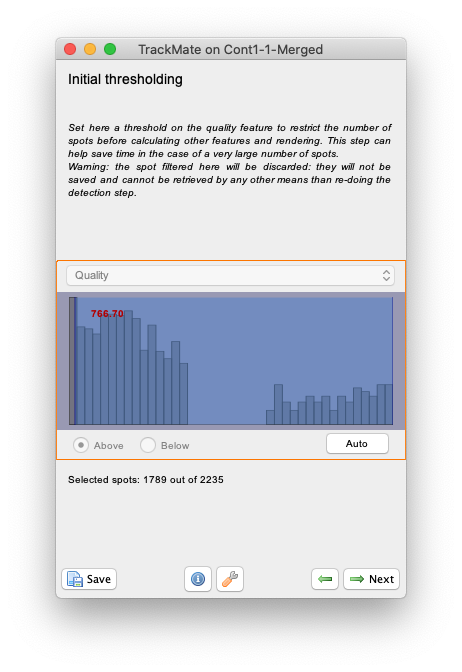 TrackMate on Cont1-1-Merged
Initial thresholding
Set here a threshold on the quality feature to restrict the number of
spots before calculating other features and rendering. This step can
help save time in the case of a very large number of spots.
Warning: the spot filtered here will be discarded: they will not be
saved and cannot be retrieved by any other means than re-doing the
detection step.
Quality
766.70
Above Below Auto
Selected spots: 1789 out of 2235
Save Next